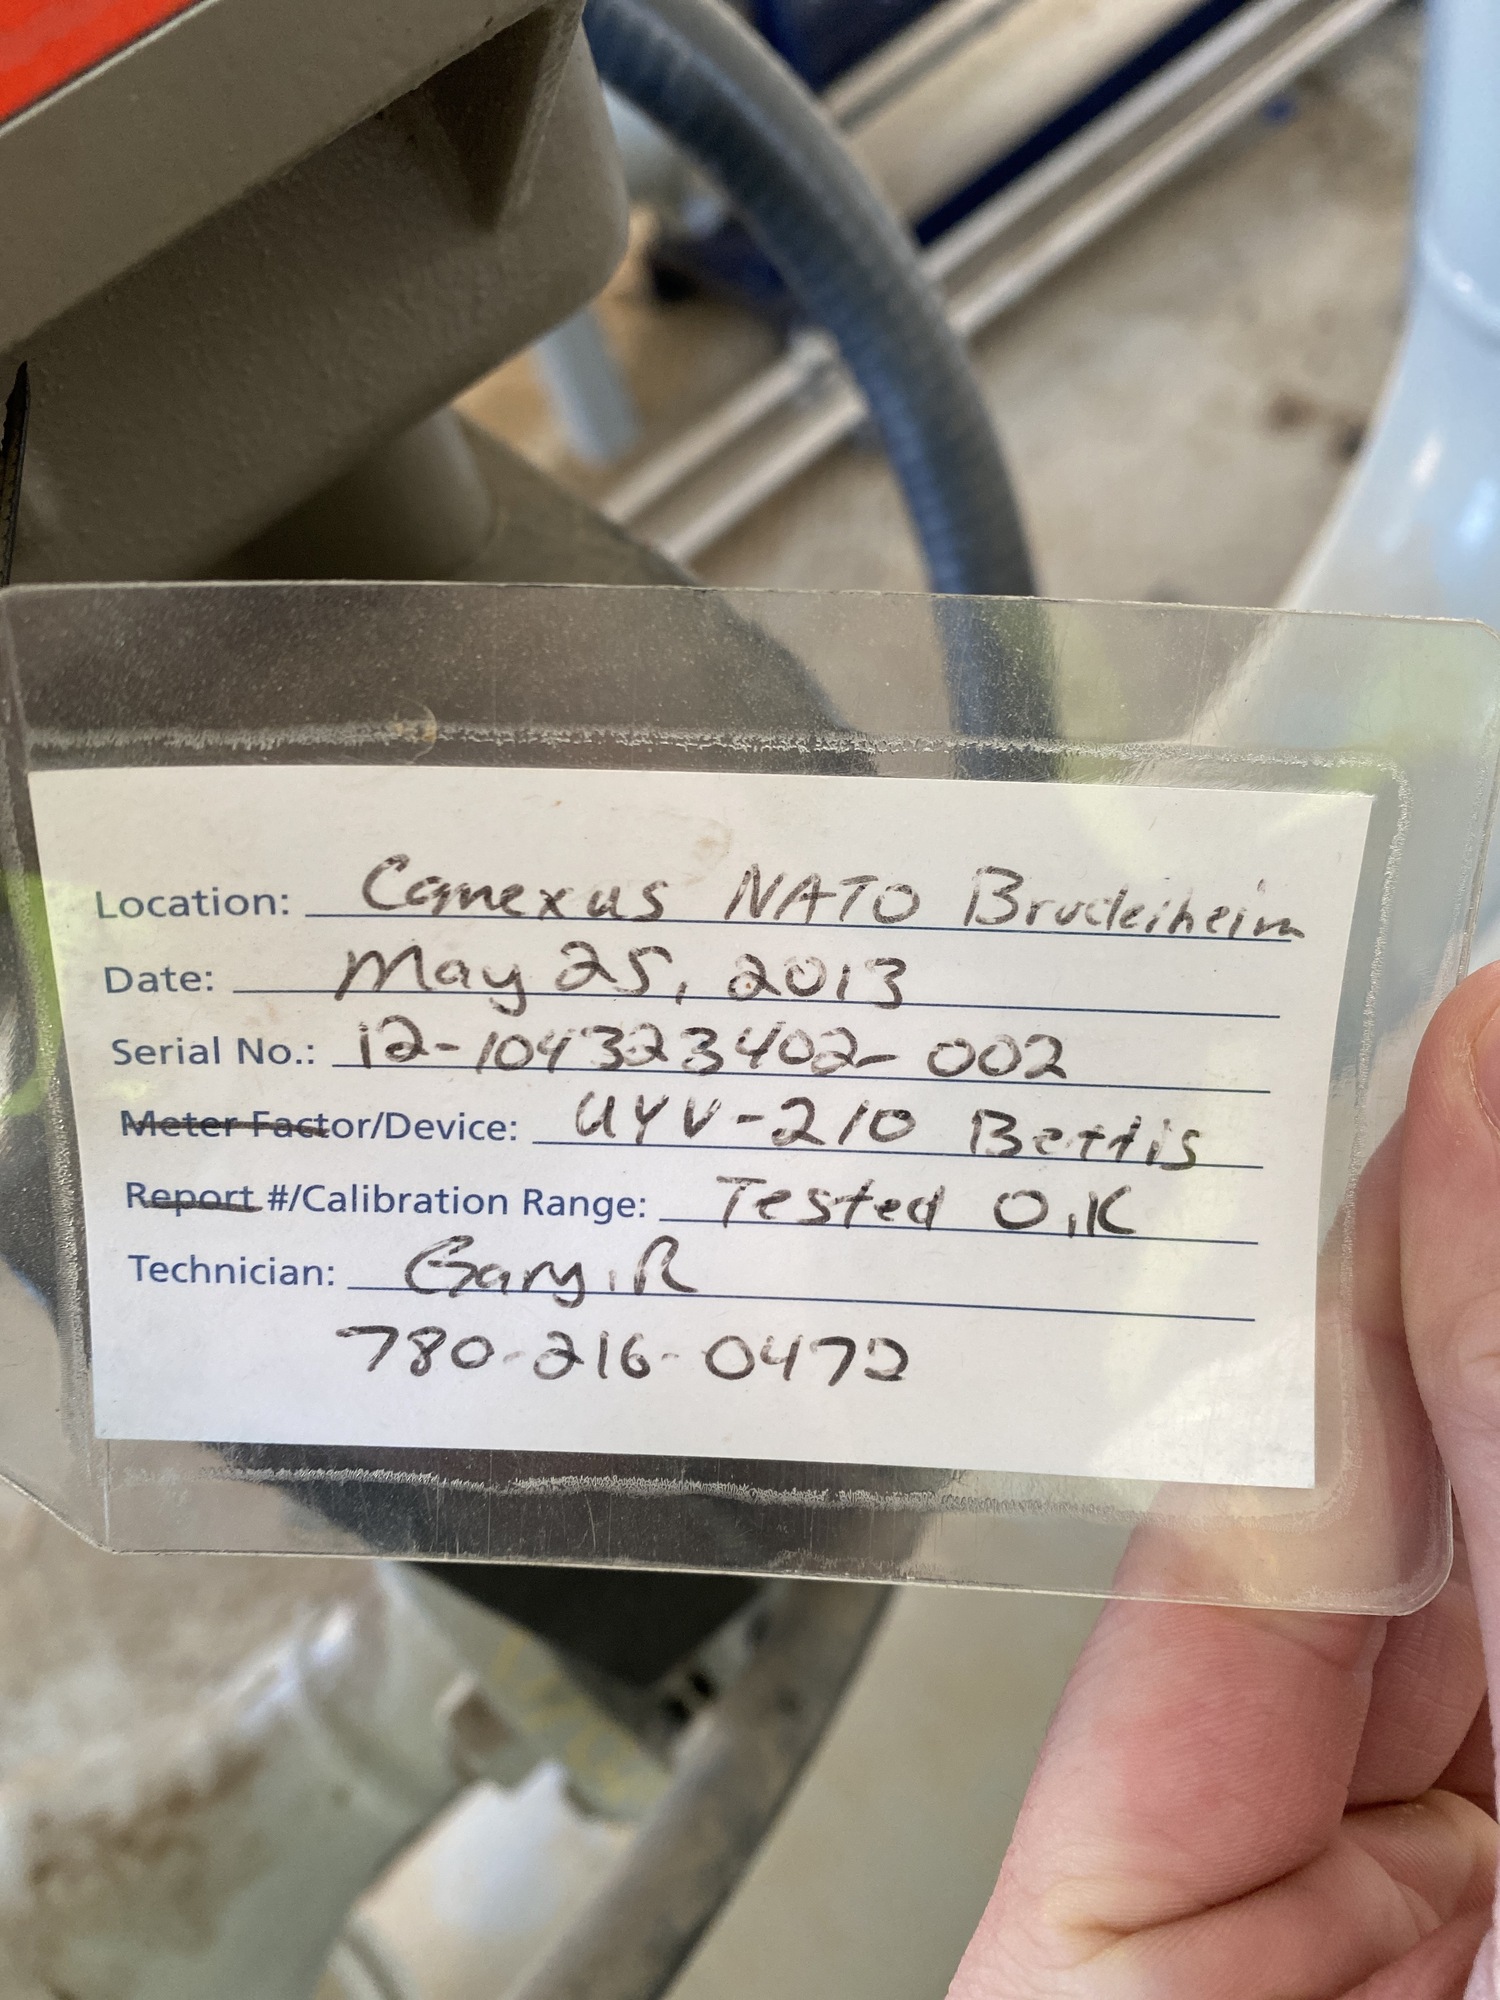 Location: Canexus NATO Bruderheim
Date: May 25, 2013
Serial No.: 12-104323402-002
Meter Factor/Device: UYV-210 Bettis
Report #/Calibration Range: Tested O.K
Technician: Gary.R
780-216-0472